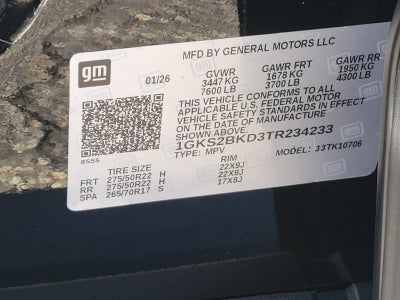 gm
MFD BY GENERAL MOTORS LLC
01/26 GVWR GAWR FRT GAWR RR
3447 KG 1678 KG 1950 KG
7600 LB 3700 LB 4300 LB
THIS VEHICLE CONFORMS TO ALL
APPLICABLE U.S. FEDERAL MOTOR
VEHICLE SAFETY STANDARDS IN EFFECT
ON THE DATE OF MANUFACTURE
SHOWN ABOVE.
1GKS2BKD3TR234233
TYPE: MPV MODEL: 33TK10706
TIRE SIZE RIM
FRT 275/50R22 H 22X9J
RR 275/50R22 H 22X9J
SPA 265/70R17 S 17X8J